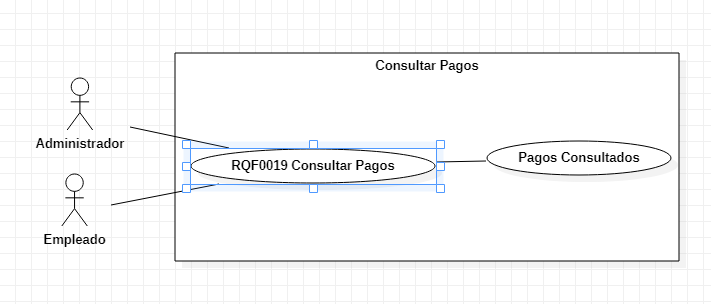 Consultar Pagos
Administrador
RQF0019 Consultar Pagos
Pagos Consultados
Empleado